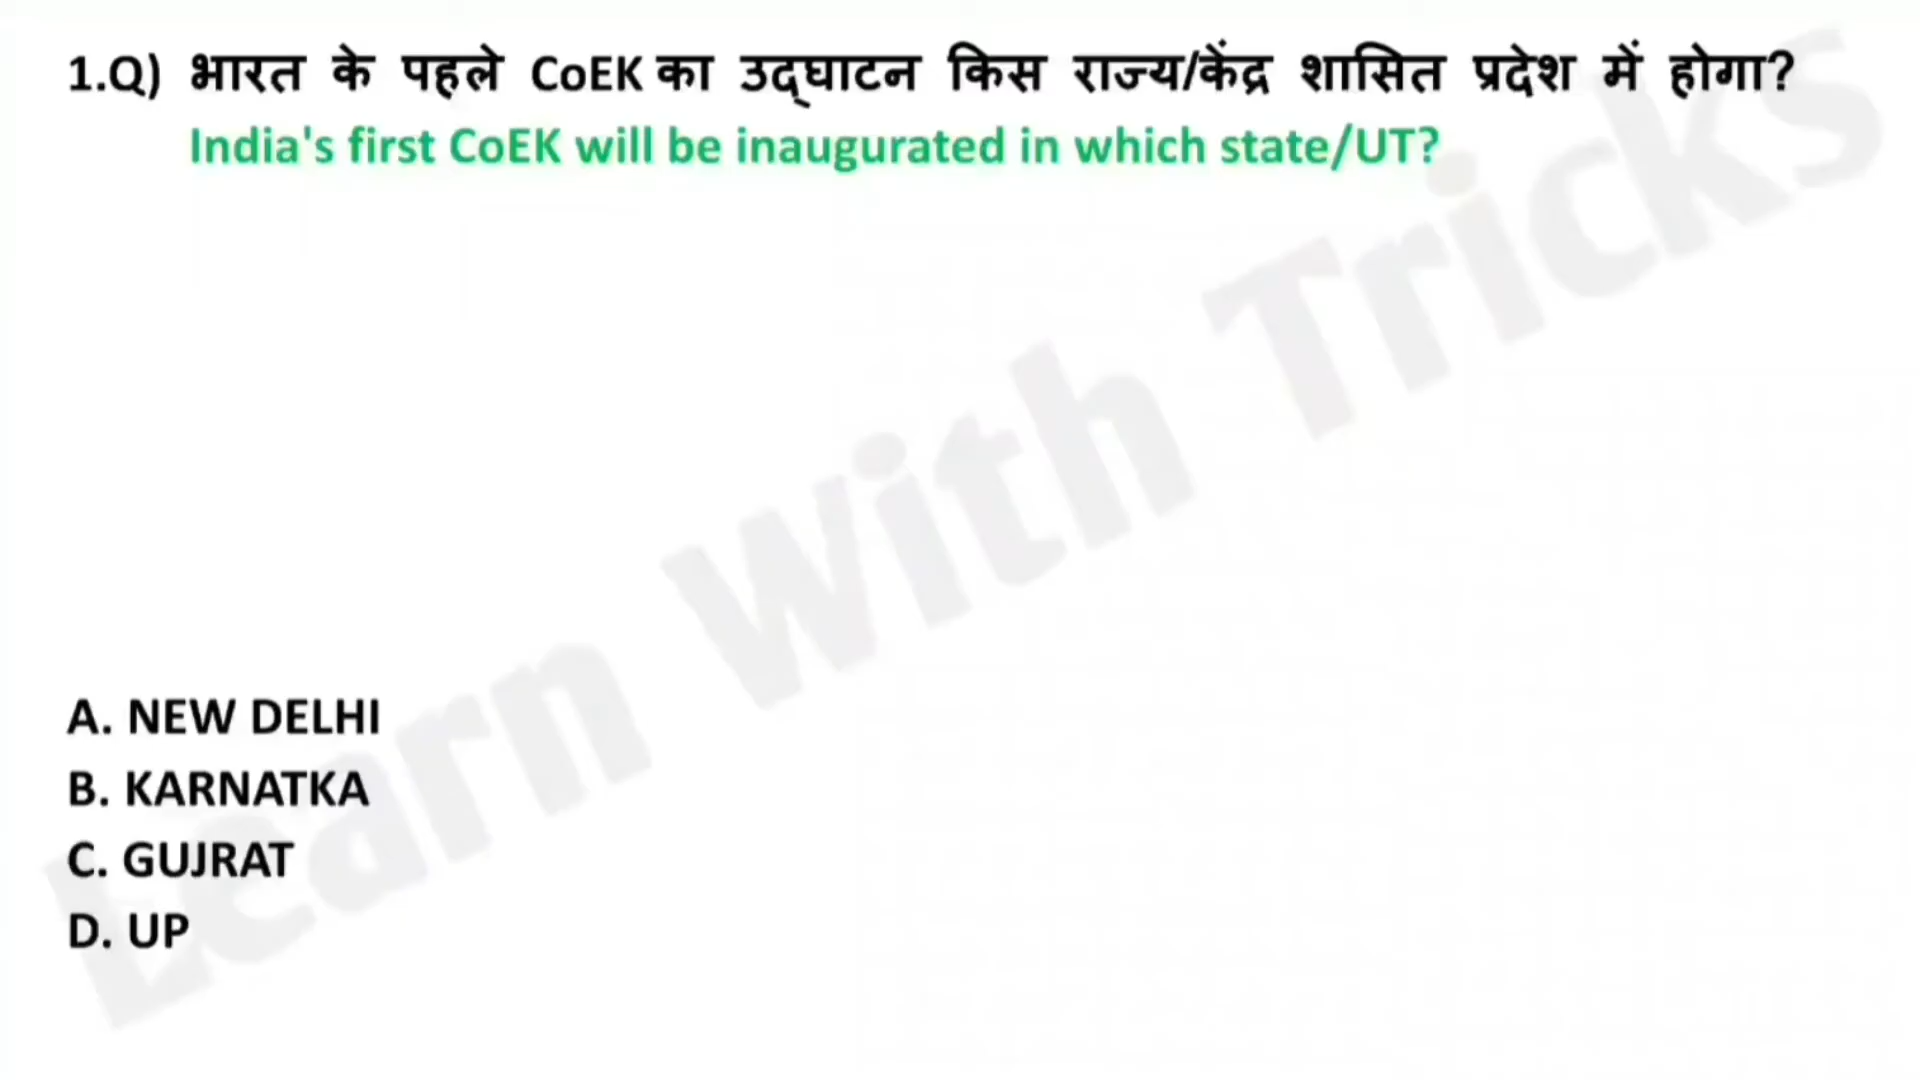 1.Q) भारत के पहले CoEK का उद्घाटन किस राज्य/केंद्र शासित प्रदेश में होगा?
India's first CoEK will be inaugurated in which state/UT?
Learn With Tricks
A. NEW DELHI
B. KARNATKA
C. GUJRAT
D. UP